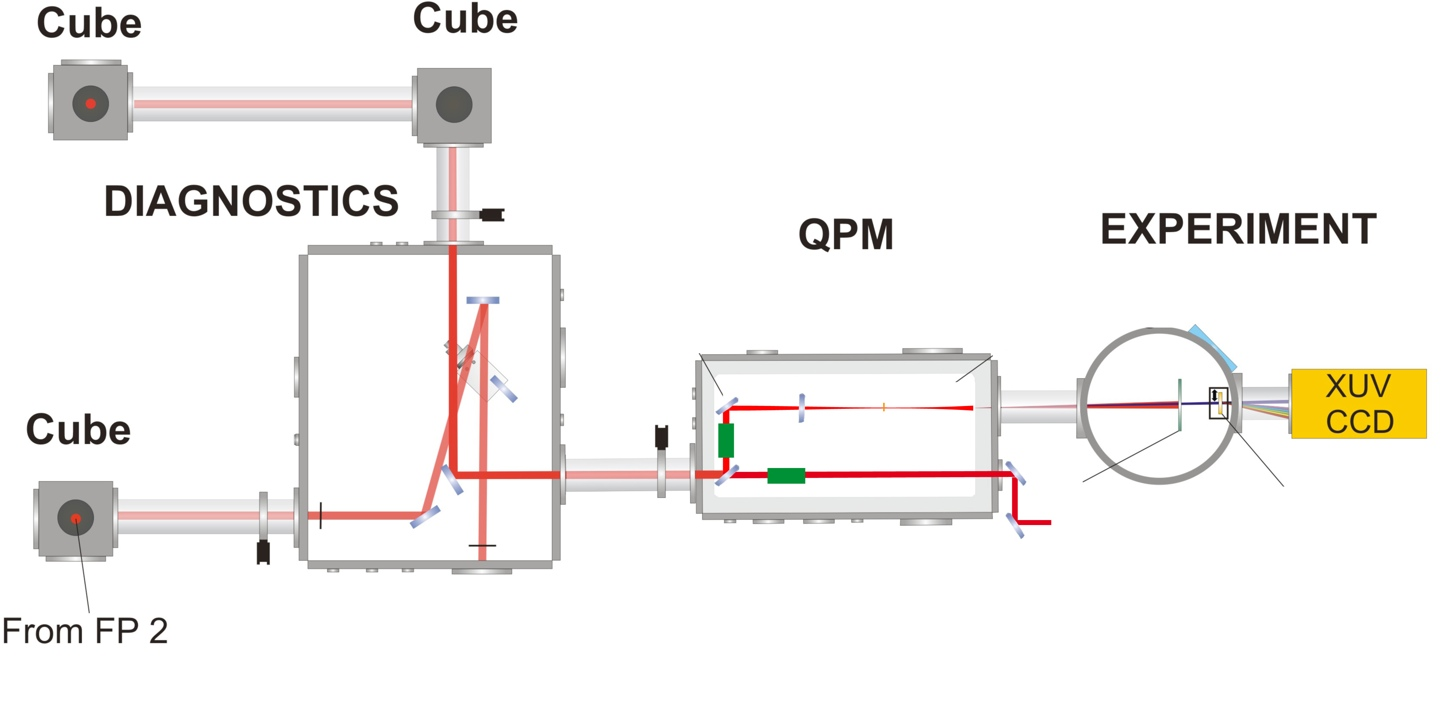 Cube
Cube
DIAGNOSTICS
QPM
EXPERIMENT
XUV
CCD
Cube
From FP 2